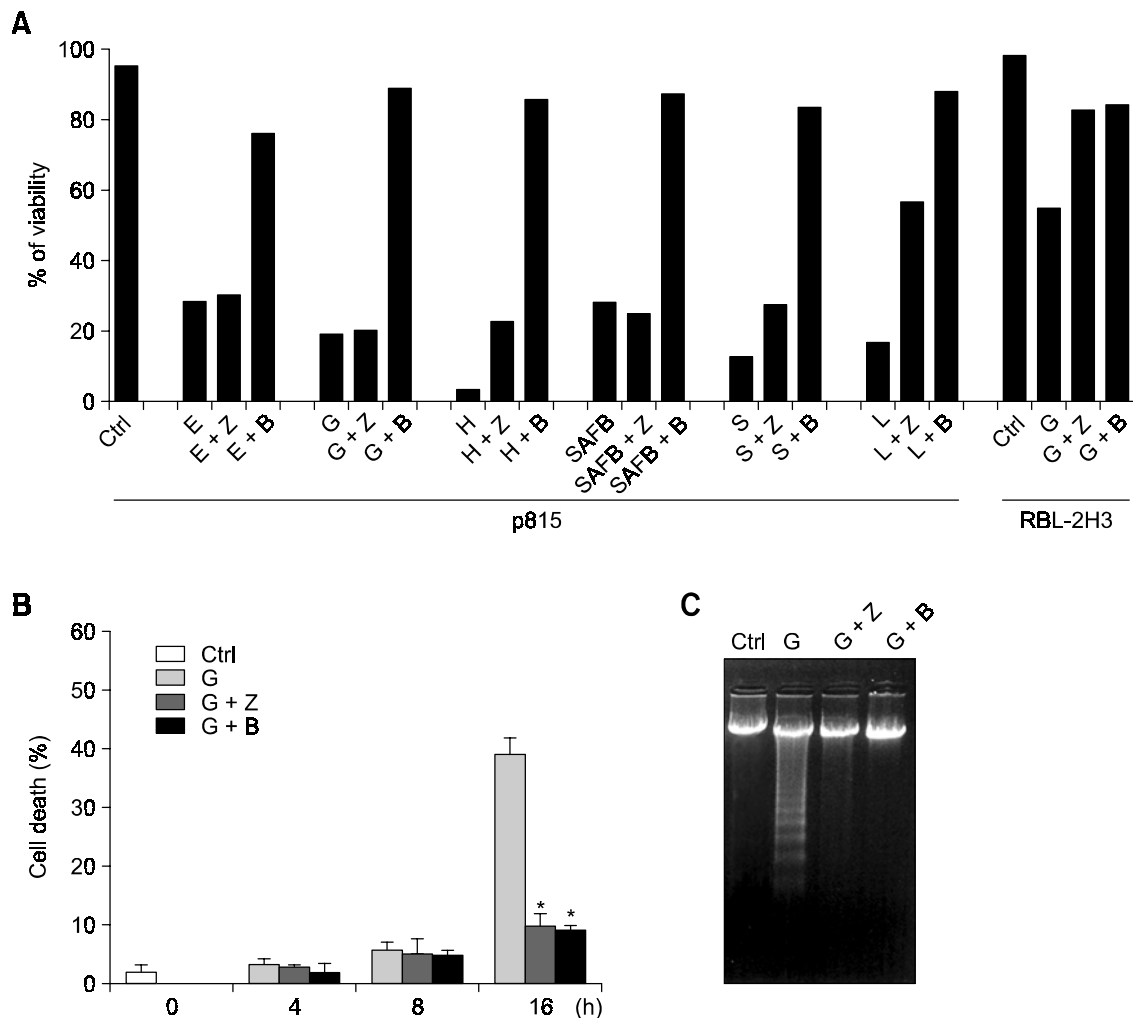 A
% of viability
100
80
60
40
20
0
Ctrl
E
E + Z
E + B
G
G + Z
G + B
H
H + Z
H + B
SAFB
SAFB + Z
SAFB + B
S
S + Z
S + B
L
L + Z
L + B
Ctrl
G
G + Z
G + B
p815
RBL-2H3
B
Cell death (%)
60
50
40
30
20
10
0
Ctrl
G
G + Z
G + B
* *
0 4 8 16 (h)
C
Ctrl G G + Z G + B